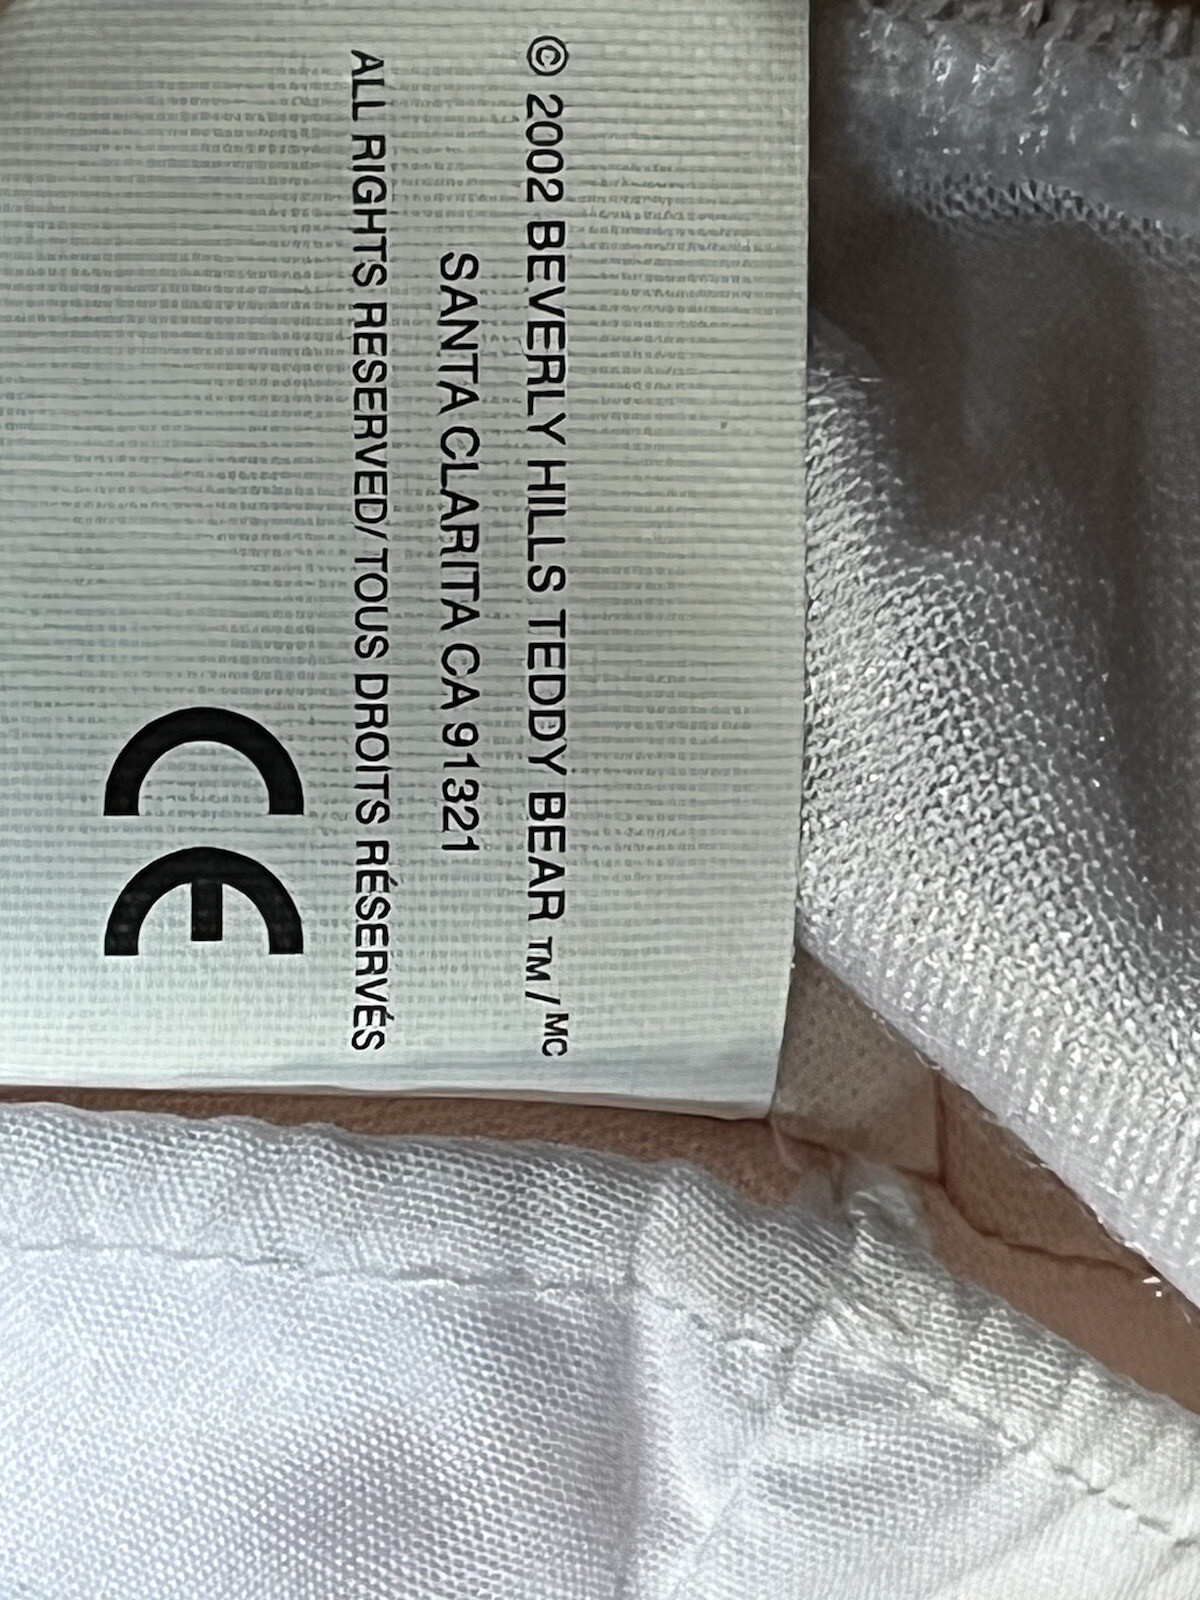 © 2002 BEVERLY HILLS TEDDY BEAR ™/MC
SANTA CLARITA CA 91321
ALL RIGHTS RESERVED/ TOUS DROITS RÉSERVÉS
CE